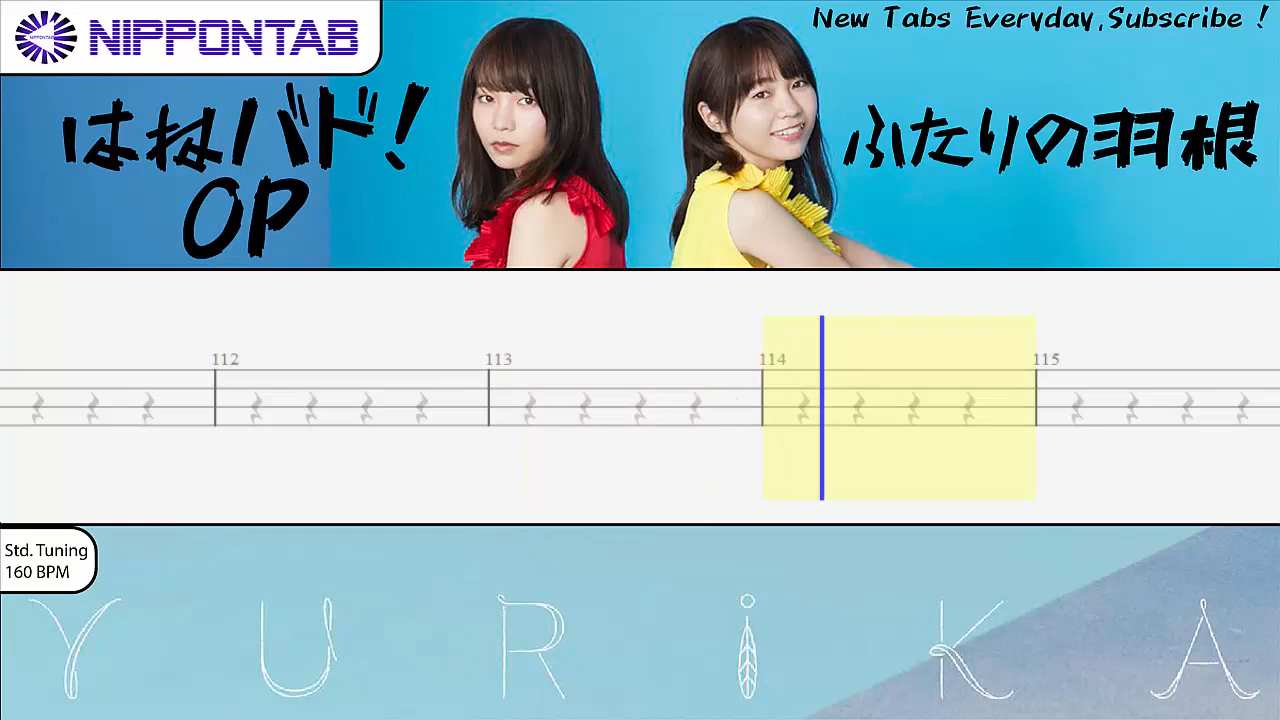 NIPPONTAB
New Tabs Everyday,Subscribe !
はねバド!
OP
ふたりの羽根
112
113
114
115
Std. Tuning
160 BPM
YURiKA